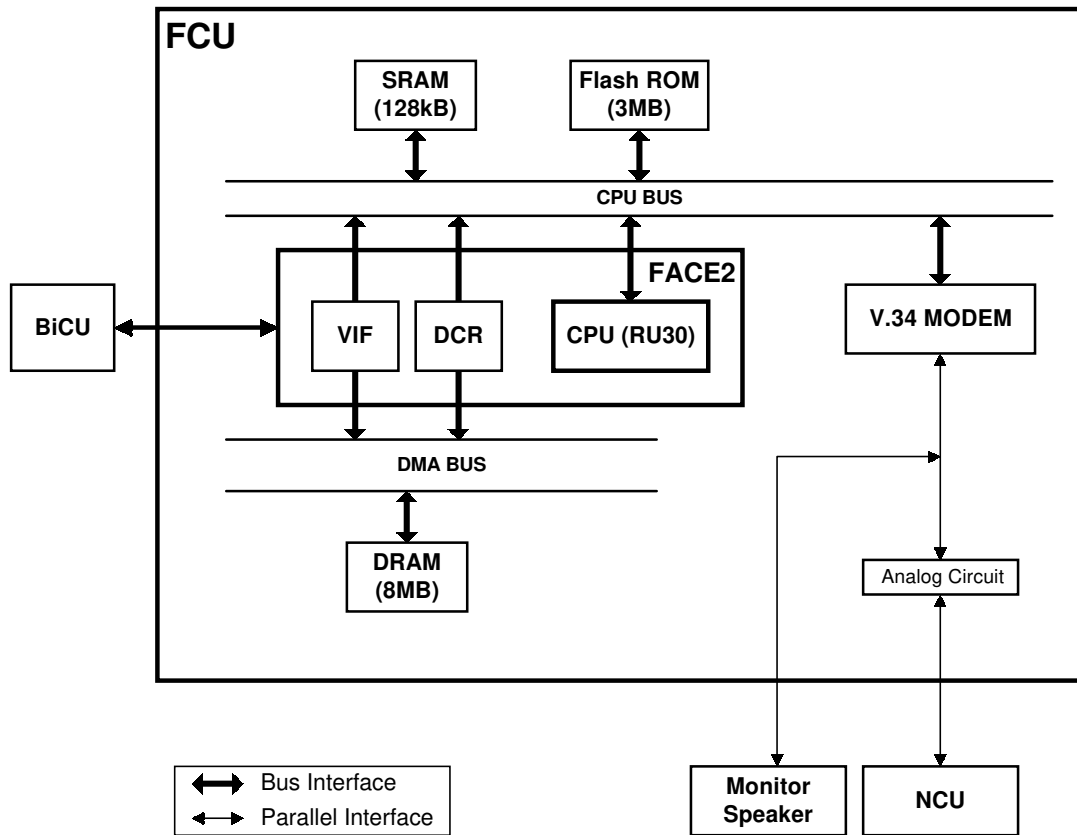 FCU
SRAM
(128kB)
Flash ROM
(3MB)
CPU BUS
FACE2
BiCU
VIF
DCR
CPU (RU30)
V.34 MODEM
DMA BUS
DRAM
(8MB)
Analog Circuit
Bus Interface
Parallel Interface
Monitor
Speaker
NCU